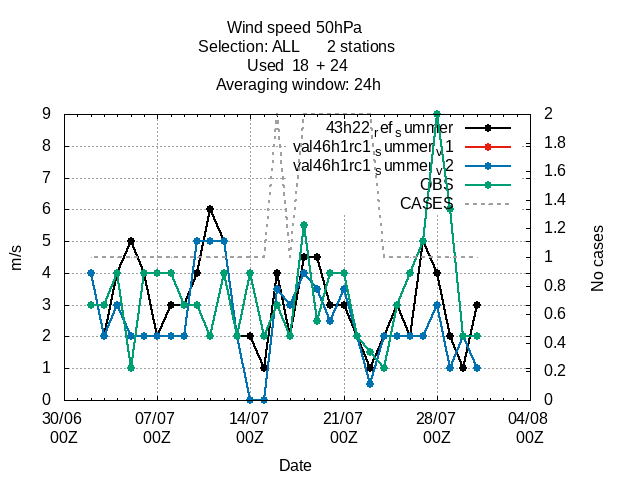 Wind speed 50hPa
Selection: ALL 2 stations
Used 18 + 24
Averaging window: 24h
43h22refsummer
val46h1rc1summerv1
val46h1rc1summerv2
OBS
CASES
9
8
7
6
5
4
3
2
1
0
m/s
2
1.8
1.6
1.4
1.2
1
0.8
0.6
0.4
0.2
0
No cases
30/06 07/07 14/07 21/07 28/07 04/08
00Z 00Z 00Z 00Z 00Z 00Z
Date